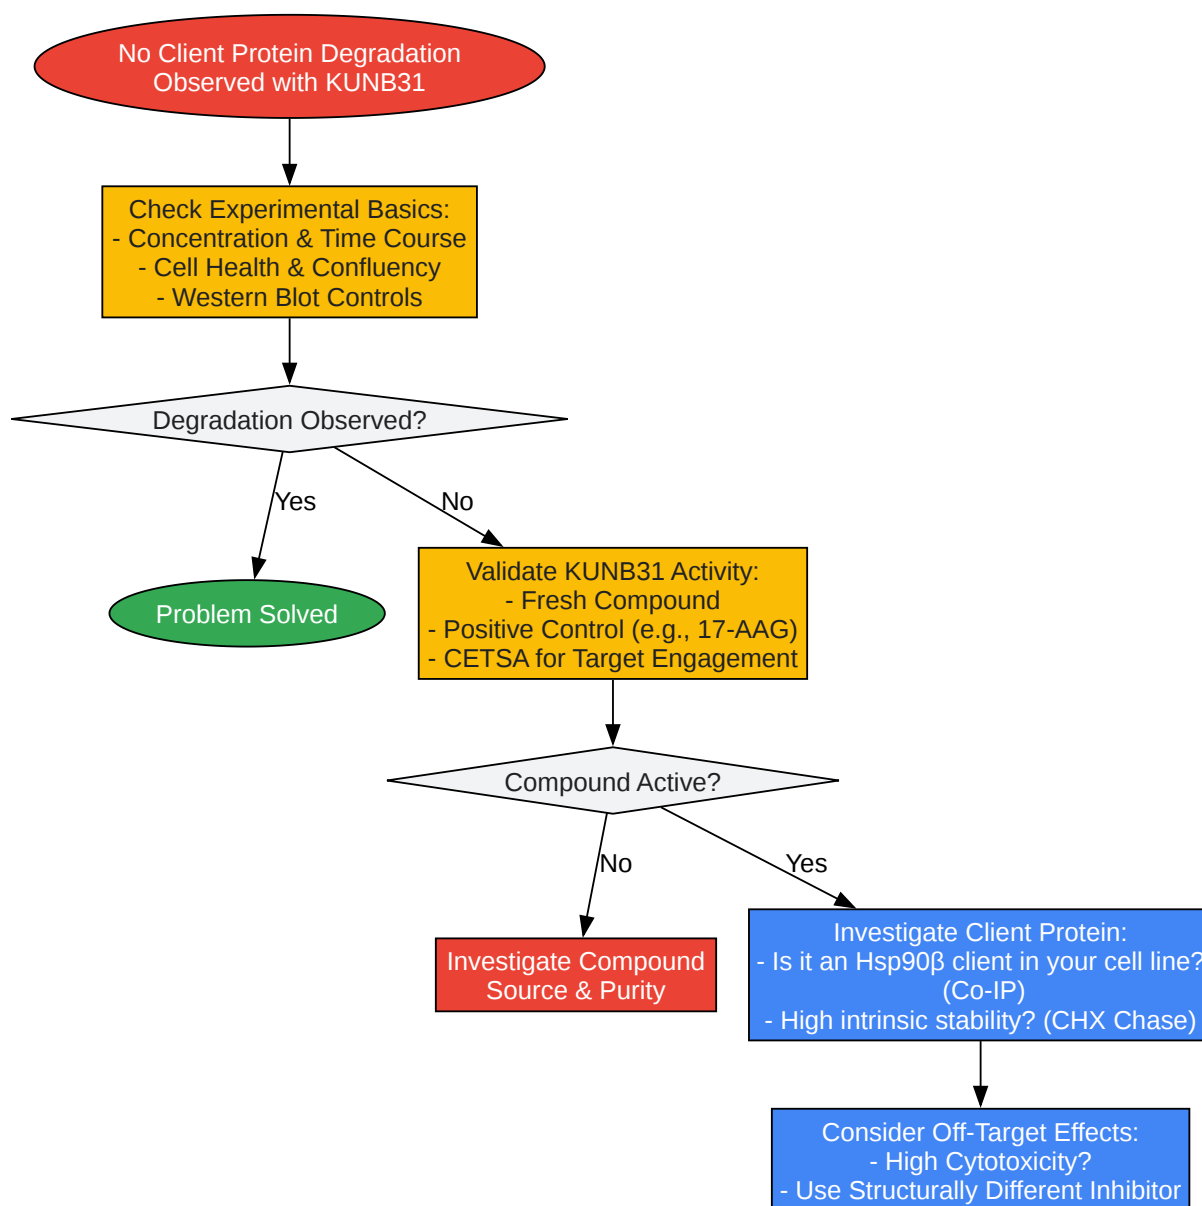 No Client Protein Degradation
Observed with KUNB31
Check Experimental Basics:
- Concentration & Time Course
- Cell Health & Confluency
- Western Blot Controls
Degradation Observed?
Yes
No
Problem Solved
Validate KUNB31 Activity:
- Fresh Compound
- Positive Control (e.g., 17-AAG)
- CETSA for Target Engagement
Compound Active?
No
Yes
Investigate Compound
Source & Purity
Investigate Client Protein:
- Is it an Hsp90β client in your cell line?
(Co-IP)
- High intrinsic stability? (CHX Chase)
Consider Off-Target Effects:
- High Cytotoxicity?
- Use Structurally Different Inhibitor